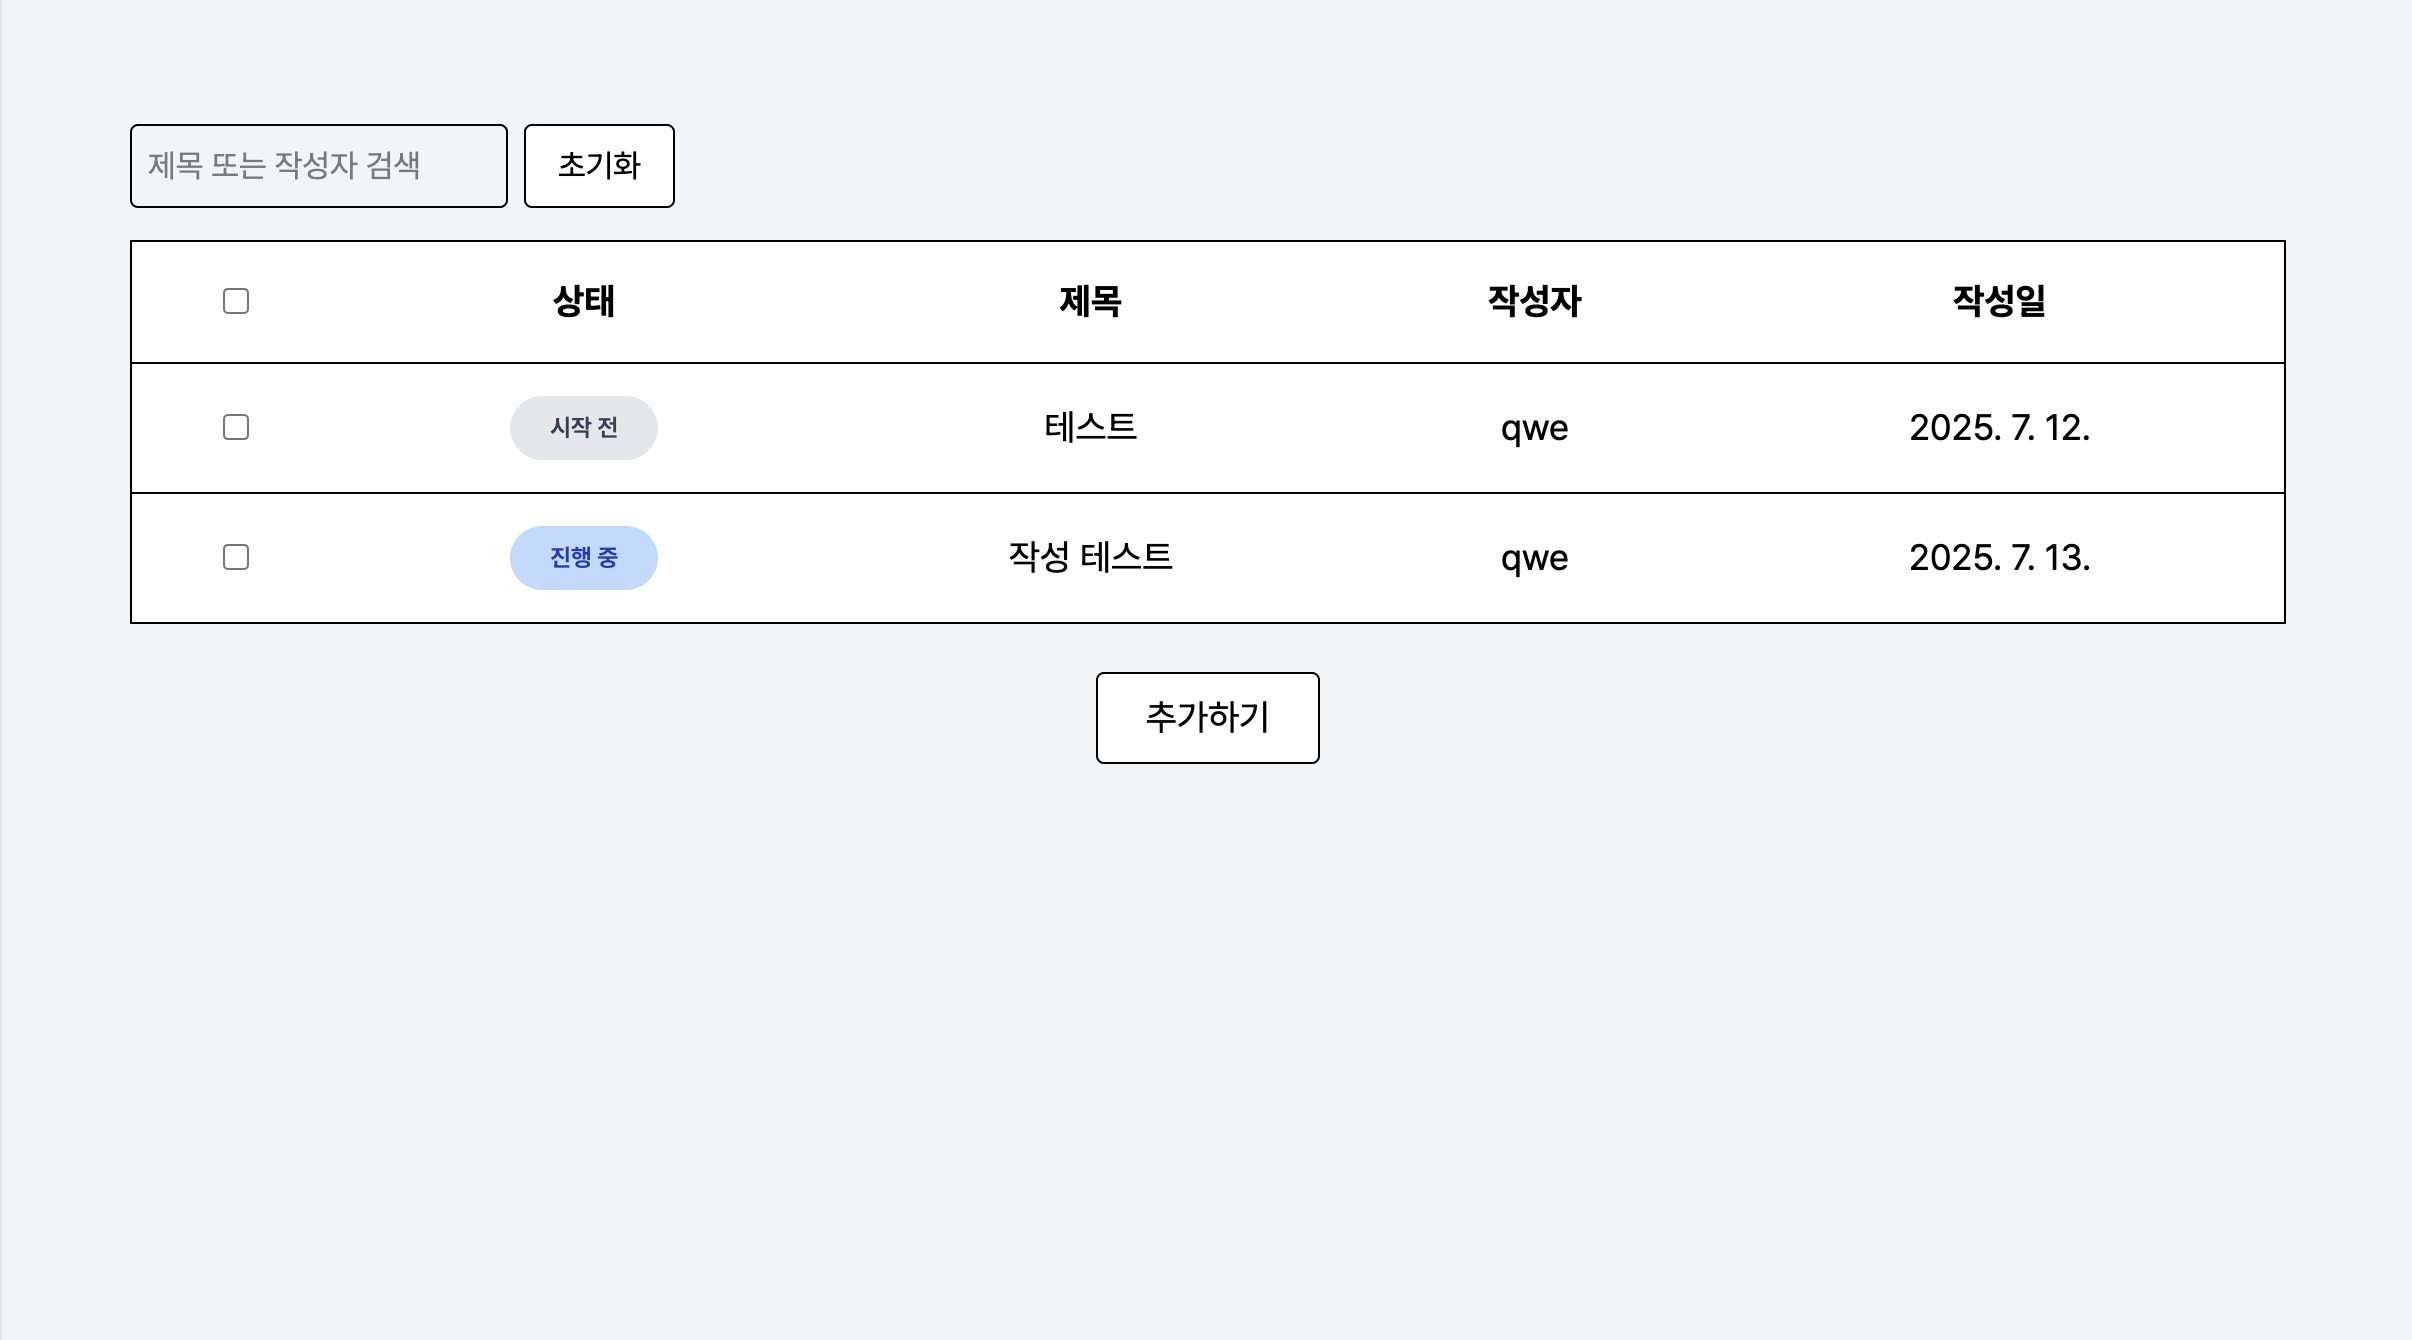 제목 또는 작성자 검색 초기화
상태 제목 작성자 작성일
시작 전 테스트 qwe 2025. 7. 12.
진행 중 작성 테스트 qwe 2025. 7. 13.
추가하기